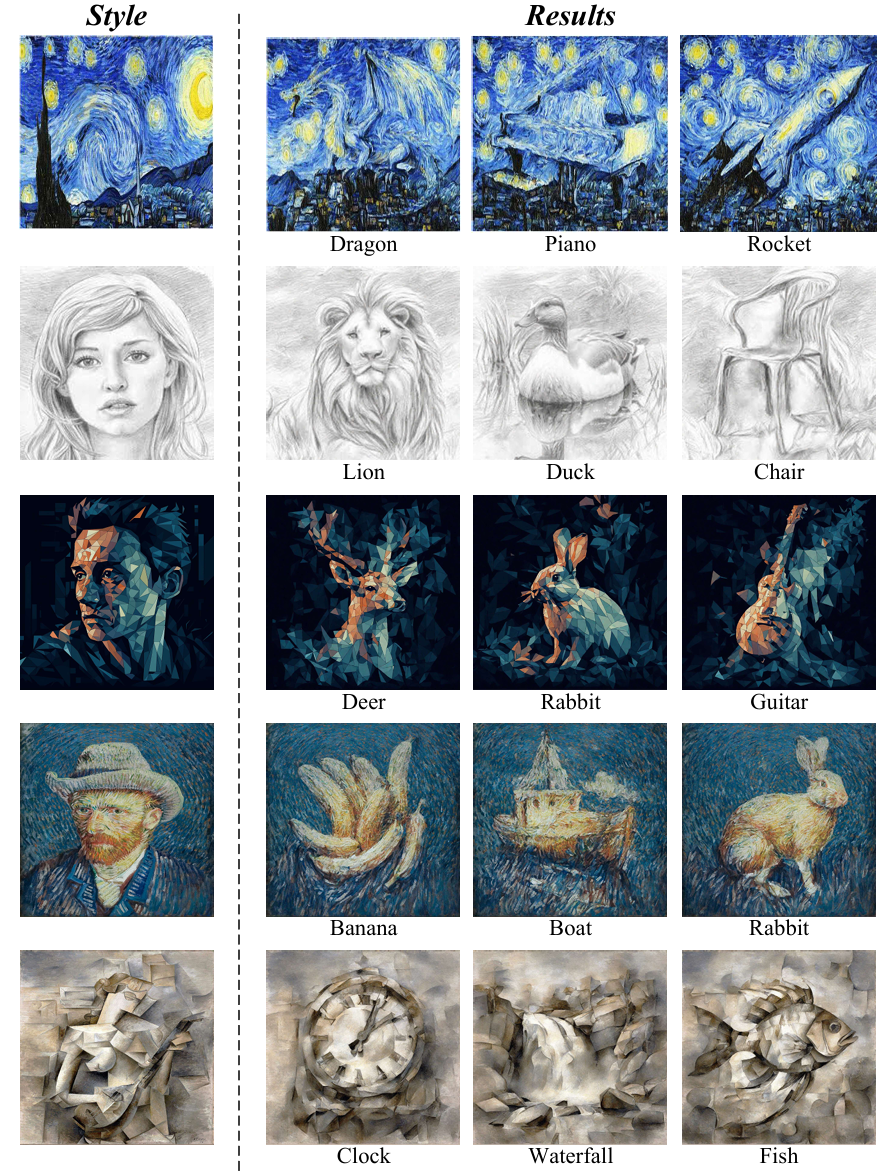 Style Results
Dragon Piano Rocket
Lion Duck Chair
Deer Rabbit Guitar
Banana Boat Rabbit
Clock Waterfall Fish